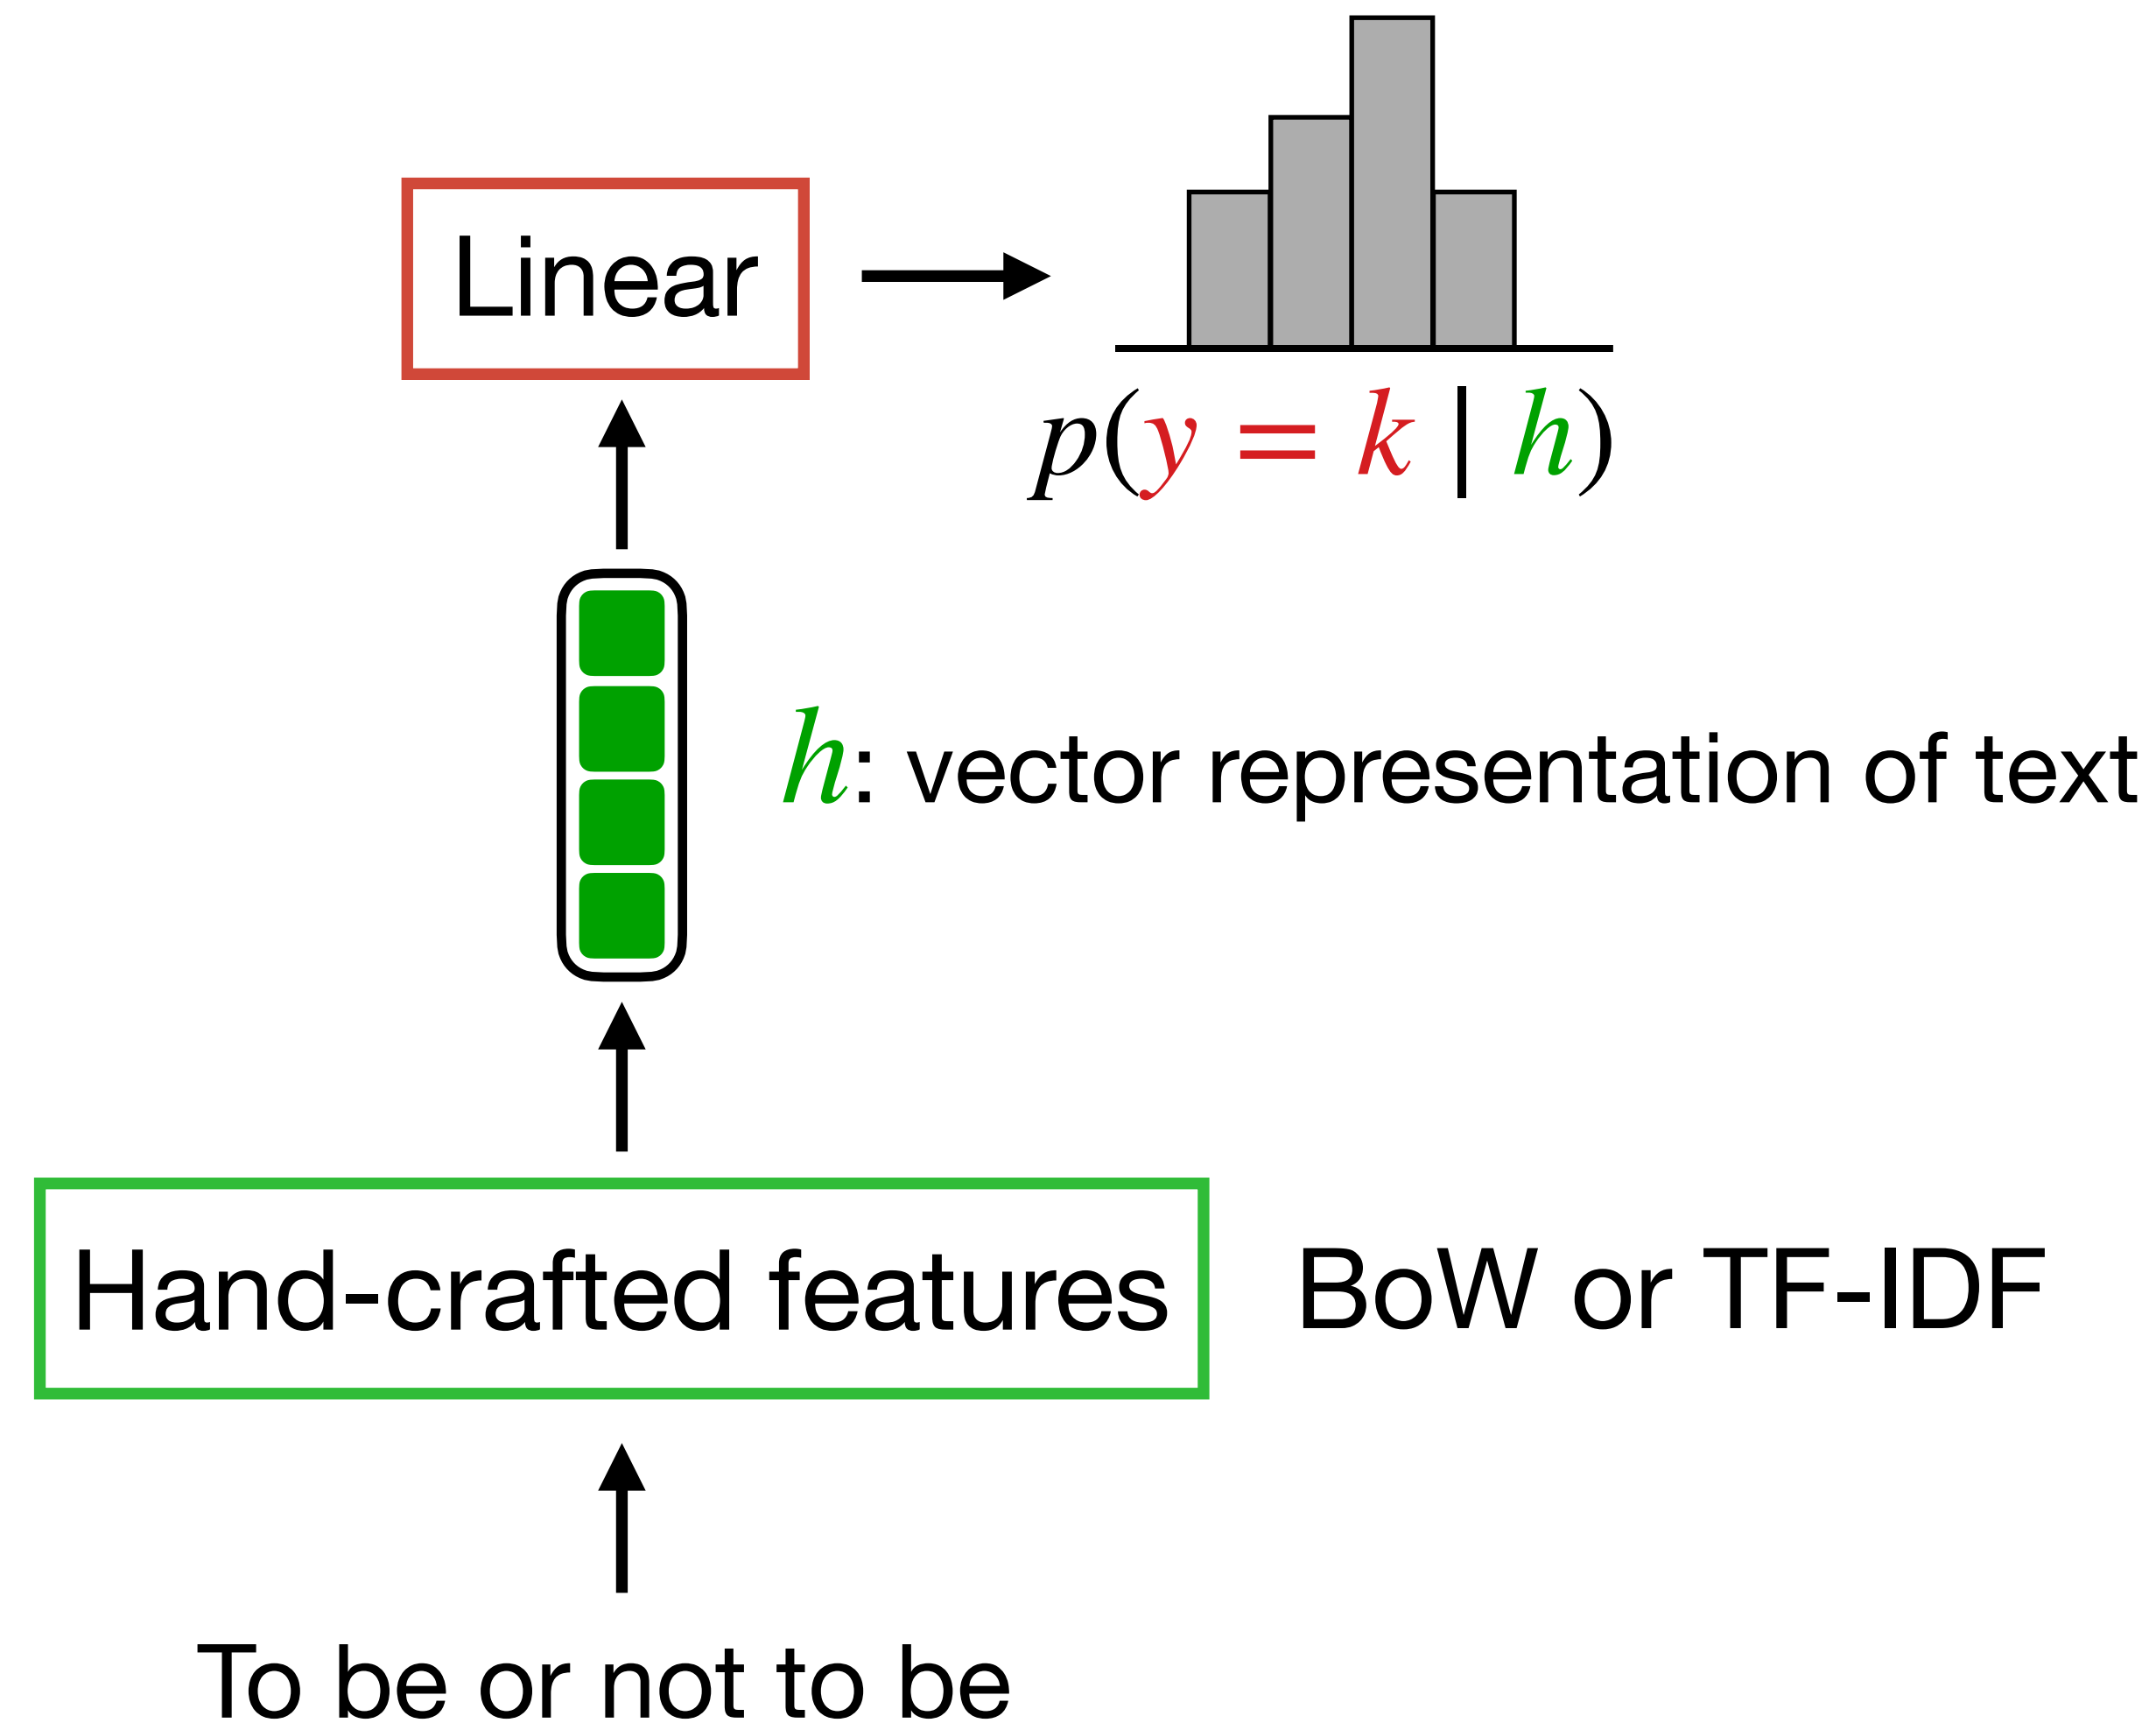 Linear
p(y = k | h)
h: vector representation of text
Hand-crafted features
BoW or TF-IDF
To be or not to be